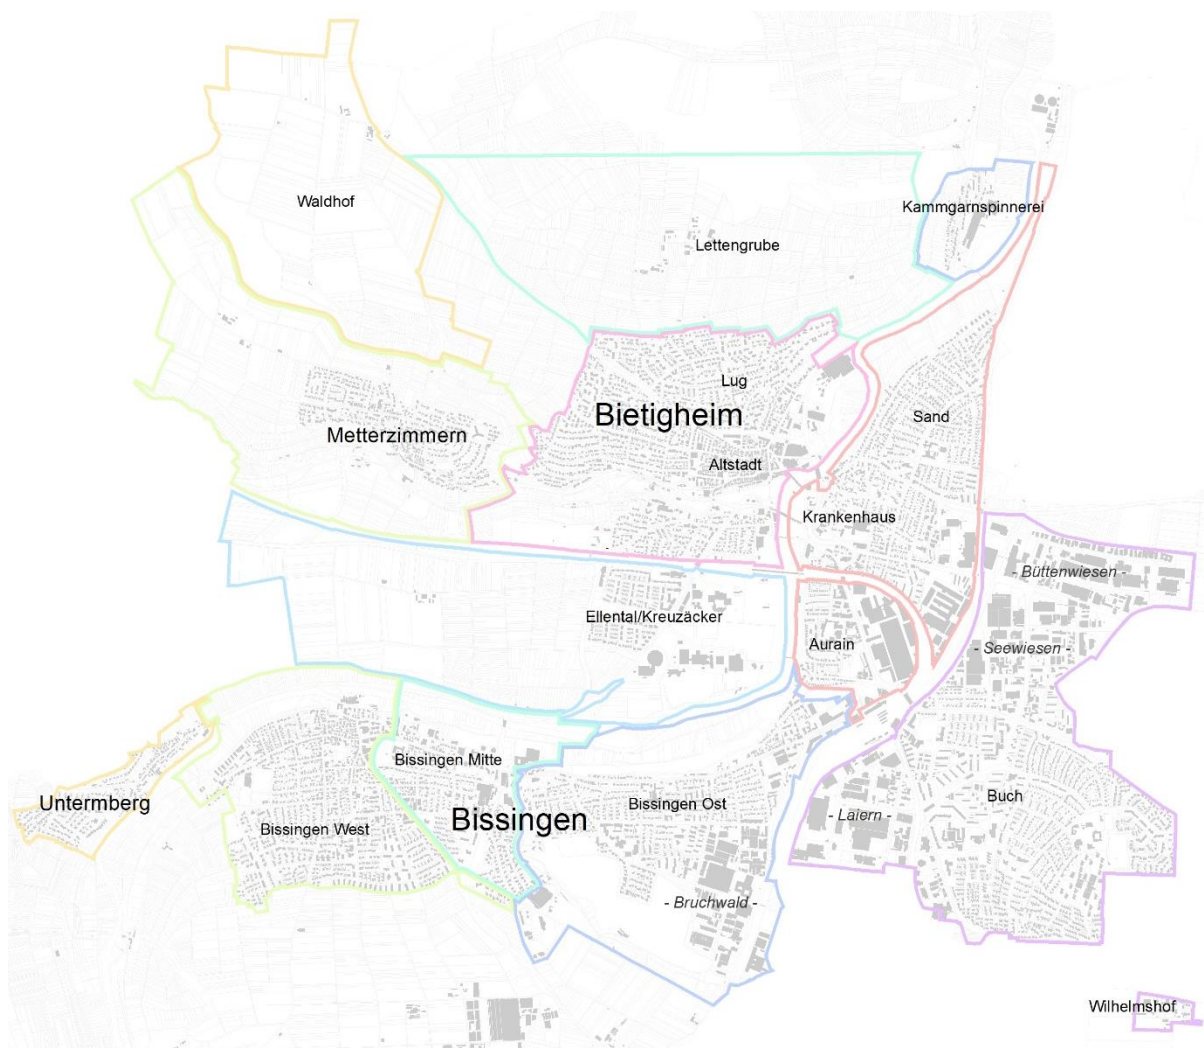 Waldhof
Kammgarnspinnerei
Lettengrube
Lug
Bietigheim
Sand
Metterzimmern
Altstadt
Krankenhaus
- Büttenwiesen -
Ellental/Kreuzäcker
Aurain
- Seewiesen -
Bissingen Mitte
Untermberg
Bissingen Ost
Buch
Bissingen
- Laiern -
Bissingen West
- Bruchwald -
Wilhelmshof